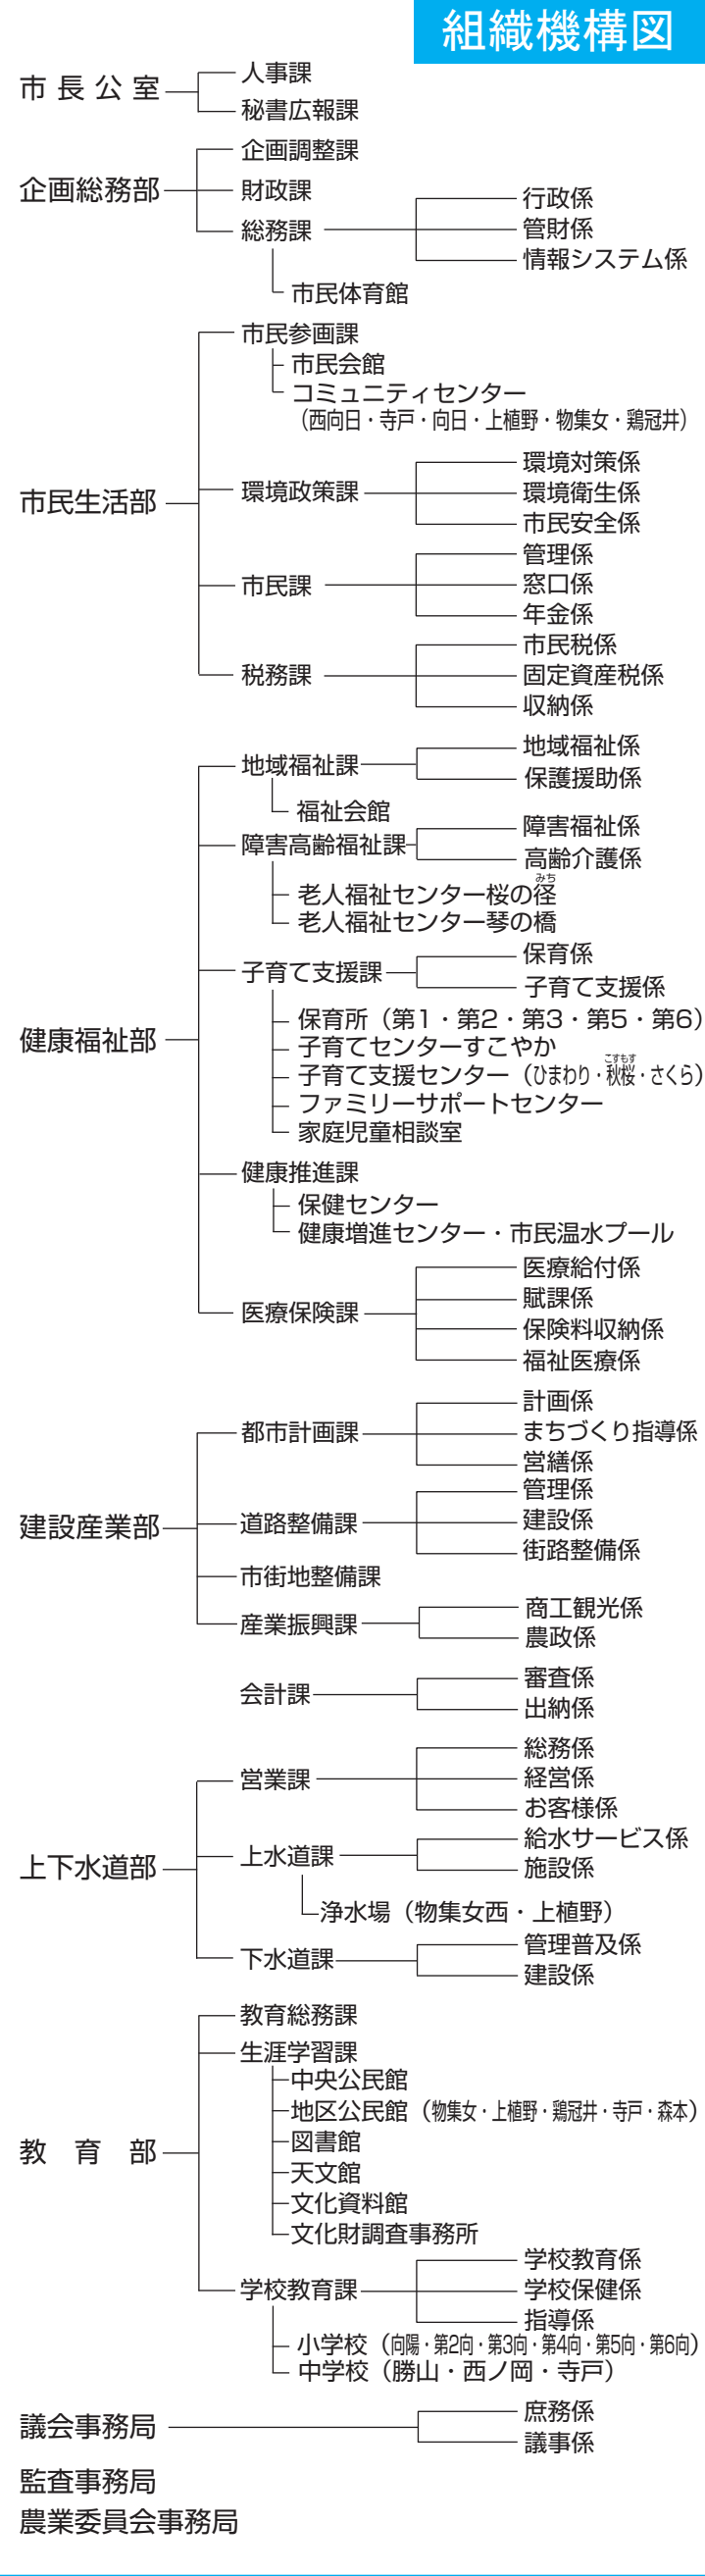 組織機構図
市長公室
人事課
秘書広報課
企画総務部
企画調整課
財政課
総務課
行政係
管財係
情報システム係
市民体育館
市民生活部
市民参画課
市民会館
コミュニティセンター
（西向日・寺戸・向日・上植野・物集女・鶏冠井）
環境政策課
環境対策係
環境衛生係
市民安全係
市民課
管理係
窓口係
年金係
税務課
市民税係
固定資産税係
収納係
健康福祉部
地域福祉課
地域福祉係
保護援助係
福祉会館
障害高齢福祉課
障害福祉係
高齢介護係
みち
老人福祉センター桜の径
老人福祉センター琴の橋
子育て支援課
保育係
子育て支援係
保育所（第1・第2・第3・第5・第6）
子育てセンターすこやか
こすもす
子育て支援センター（ひまわり・秋桜・さくら）
ファミリーサポートセンター
家庭児童相談室
健康推進課
保健センター
健康増進センター・市民温水プール
医療保険課
医療給付係
賦課係
保険料収納係
福祉医療係
建設産業部
都市計画課
計画係
まちづくり指導係
営繕係
道路整備課
管理係
建設係
街路整備係
市街地整備課
産業振興課
商工観光係
農政係
会計課
審査係
出納係
上下水道部
営業課
総務係
経営係
お客様係
上水道課
給水サービス係
施設係
浄水場（物集女西・上植野）
下水道課
管理普及係
建設係
教育部
教育総務課
生涯学習課
中央公民館
地区公民館（物集女・上植野・鶏冠井・寺戸・森本）
図書館
天文館
文化資料館
文化財調査事務所
学校教育課
学校教育係
学校保健係
指導係
小学校（向陽・第2向・第3向・第4向・第5向・第6向）
中学校（勝山・西ノ岡・寺戸）
議会事務局
庶務係
議事係
監査事務局
農業委員会事務局